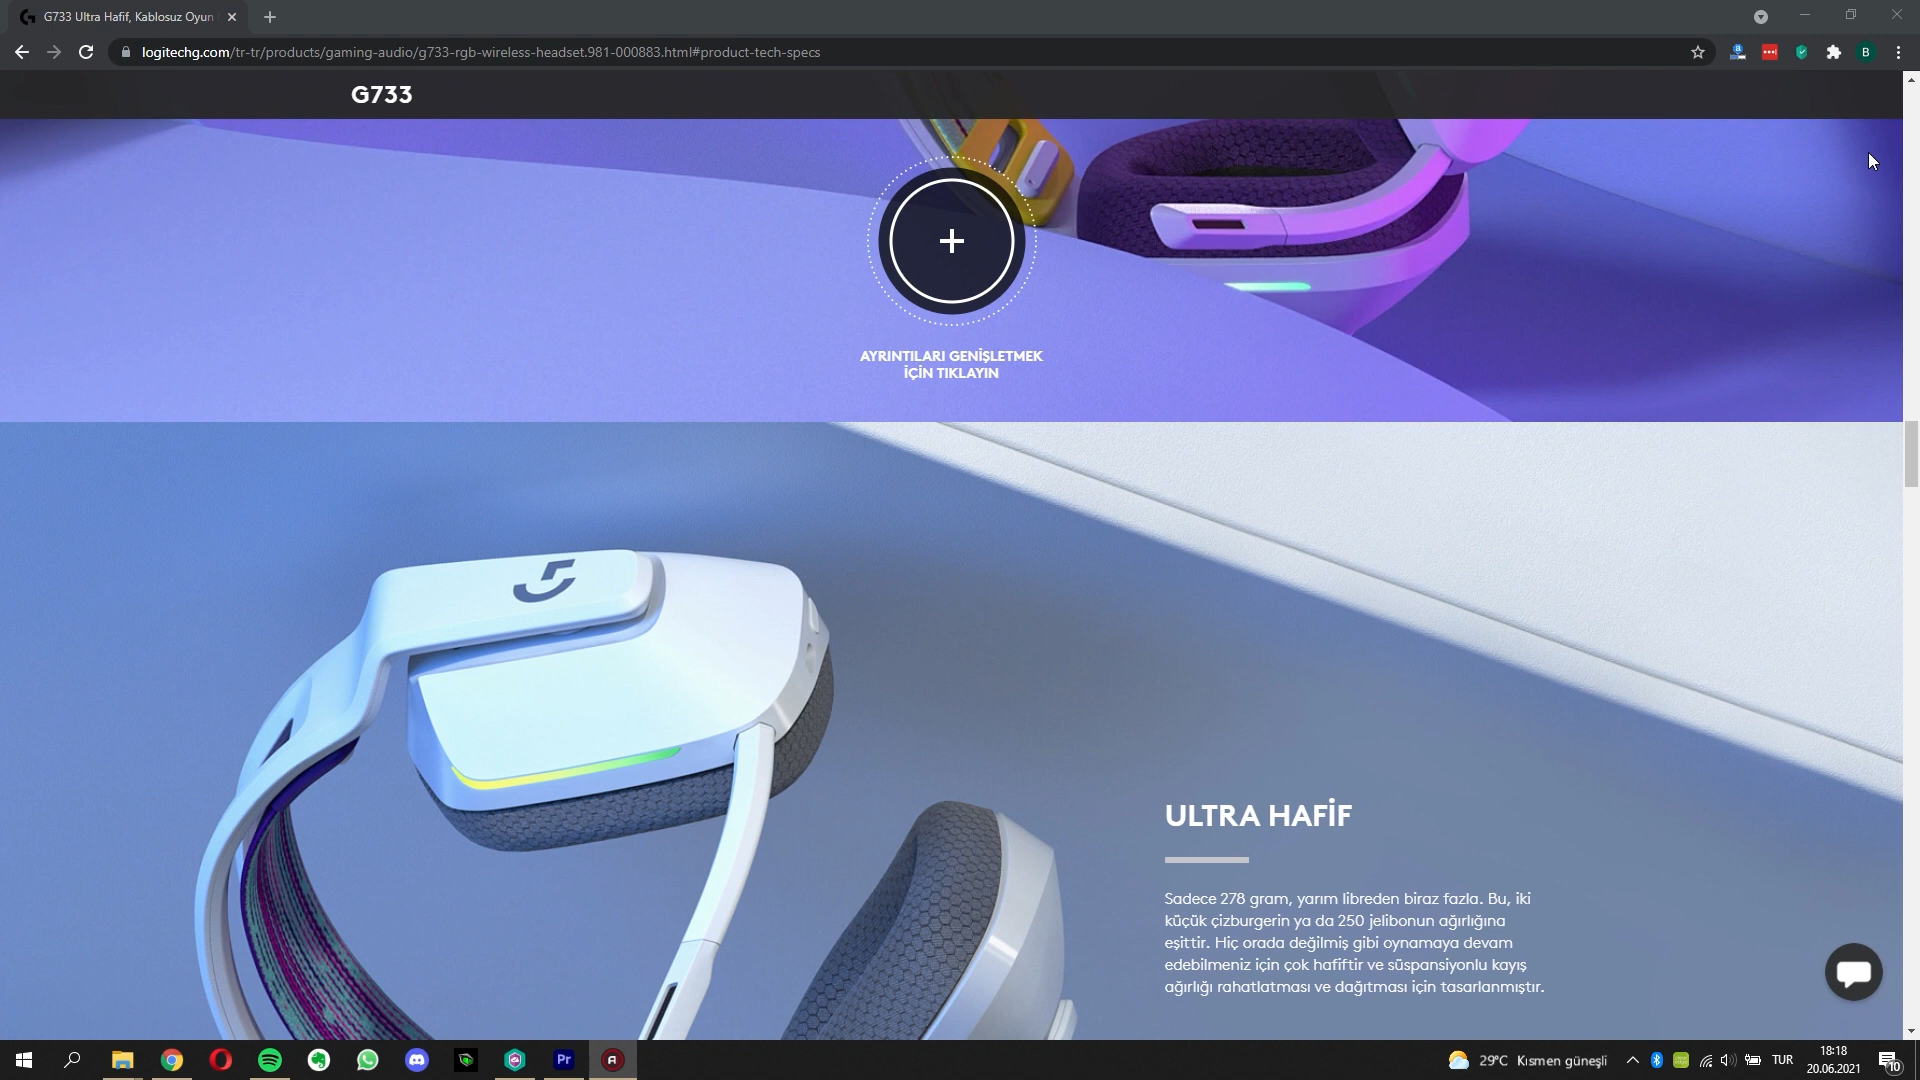 G733 Ultra Hafif, Kablosuz Oyun
logitechg.com/tr-tr/products/gaming-audio/g733-rgb-wireless-headset.981-000883.html#product-tech-specs
B
G733
AYRINTILARI GENİŞLETMEK
İÇİN TIKLAYIN
ULTRA HAFİF
Sadece 278 gram, yarım libreden biraz fazla. Bu, iki
küçük çizburgerin ya da 250 jelibonun ağırlığına
eşittir. Hiç orada değilmiş gibi oynamaya devam
edebilmeniz için çok hafiftir ve süspansiyonlu kayış
ağırlığı rahatlatması ve dağıtması için tasarlanmıştır.
Pr
29°C Kısmen güneşli
TUR
18:18
20.06.2021
10